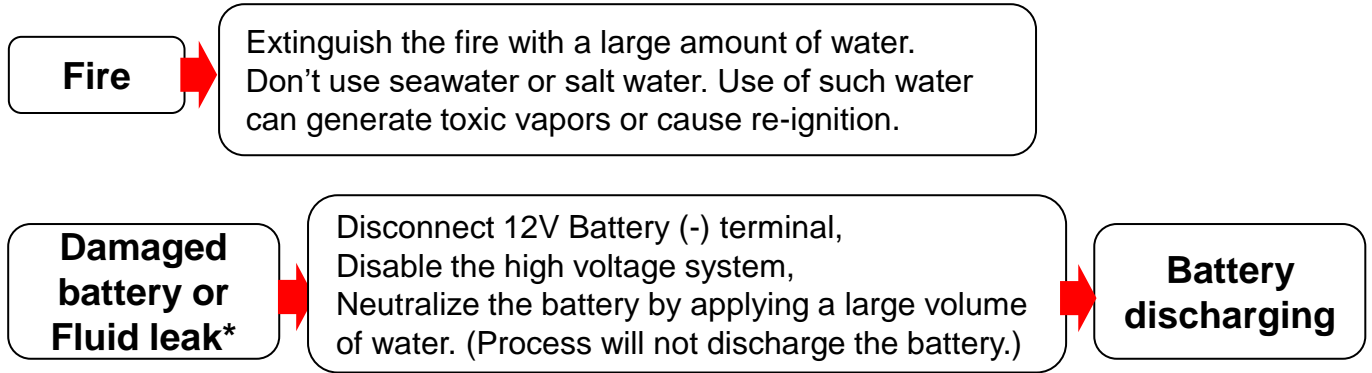 Fire
Extinguish the fire with a large amount of water.
Don’t use seawater or salt water. Use of such water
can generate toxic vapors or cause re-ignition.
Damaged
battery or
Fluid leak*
Disconnect 12V Battery (-) terminal,
Disable the high voltage system,
Neutralize the battery by applying a large volume
of water. (Process will not discharge the battery.)
Battery
discharging